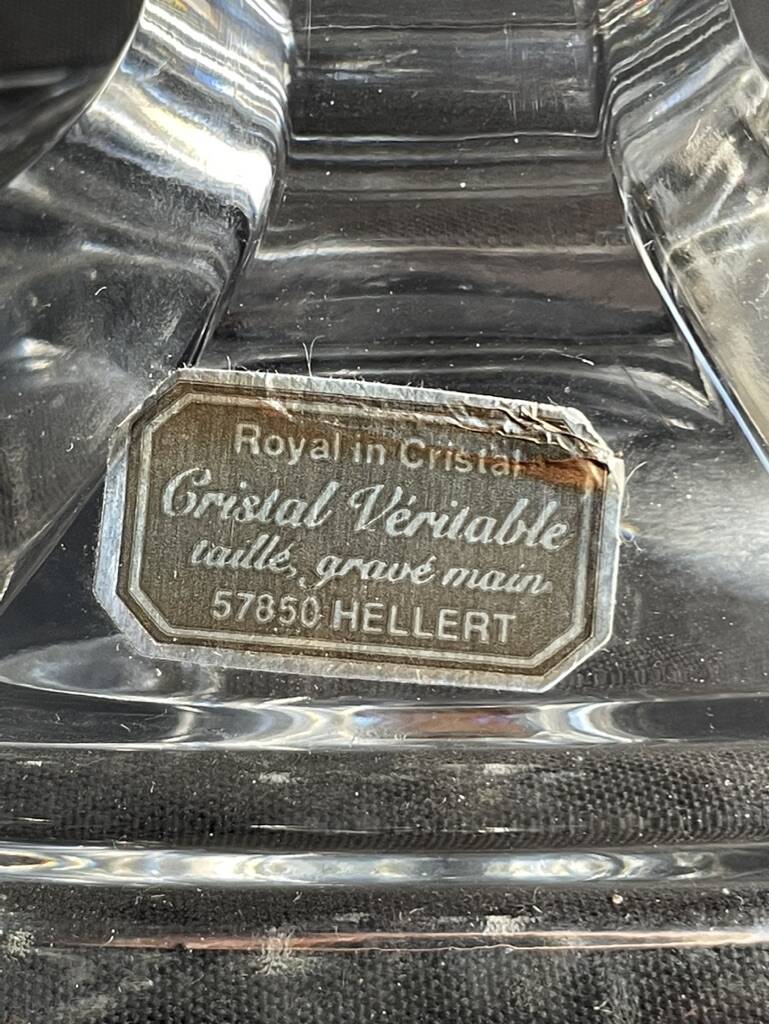 Royal in Cristal
Cristal Véritable
taillé, gravé main
57850 HELLERT